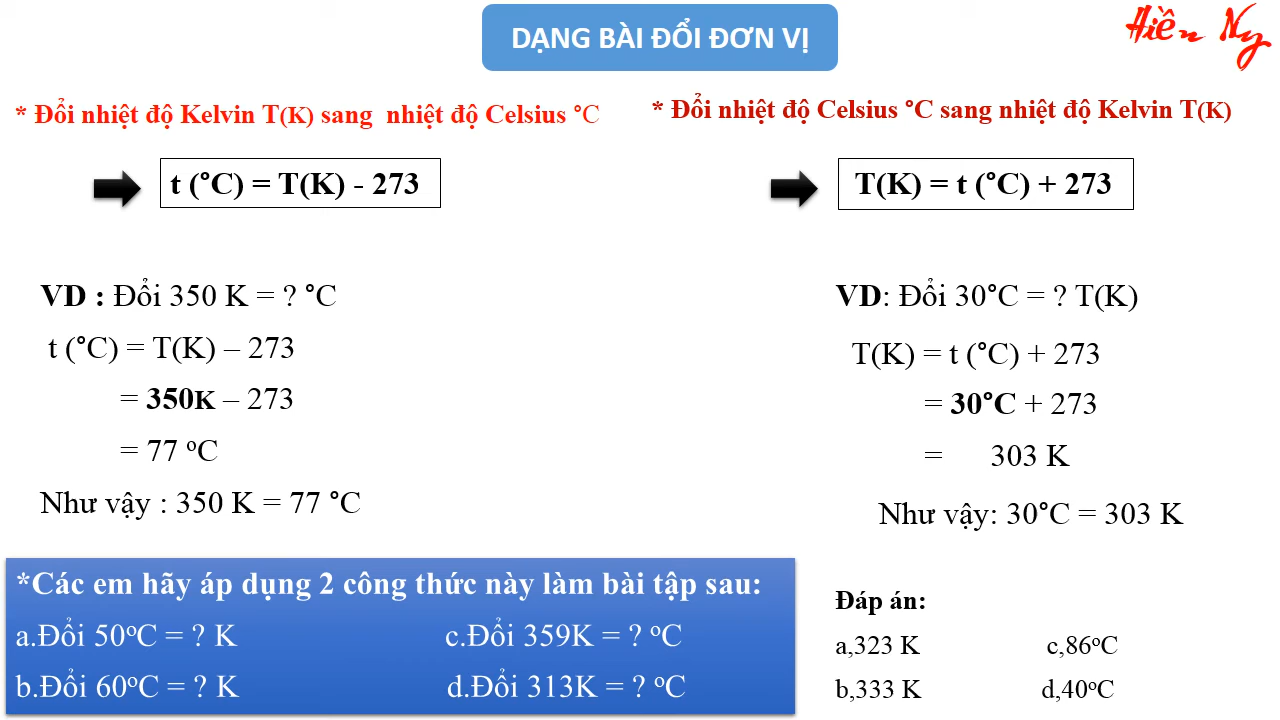 DẠNG BÀI ĐỔI ĐƠN VỊ
Hiền Ny
* Đổi nhiệt độ Kelvin T(K) sang nhiệt độ Celsius °C
t (°C) = T(K) - 273
VD : Đổi 350 K = ? °C
t (°C) = T(K) – 273
= 350K – 273
= 77 ºC
Như vậy : 350 K = 77 °C
* Đổi nhiệt độ Celsius °C sang nhiệt độ Kelvin T(K)
T(K) = t (°C) + 273
VD: Đổi 30°C = ? T(K)
T(K) = t (°C) + 273
= 30°C + 273
= 303 K
Như vậy: 30°C = 303 K
*Các em hãy áp dụng 2 công thức này làm bài tập sau:
a.Đổi 50ºC = ? K c.Đổi 359K = ? ºC
b.Đổi 60ºC = ? K d.Đổi 313K = ? ºC
Đáp án:
a,323 K c,86ºC
b,333 K d,40ºC